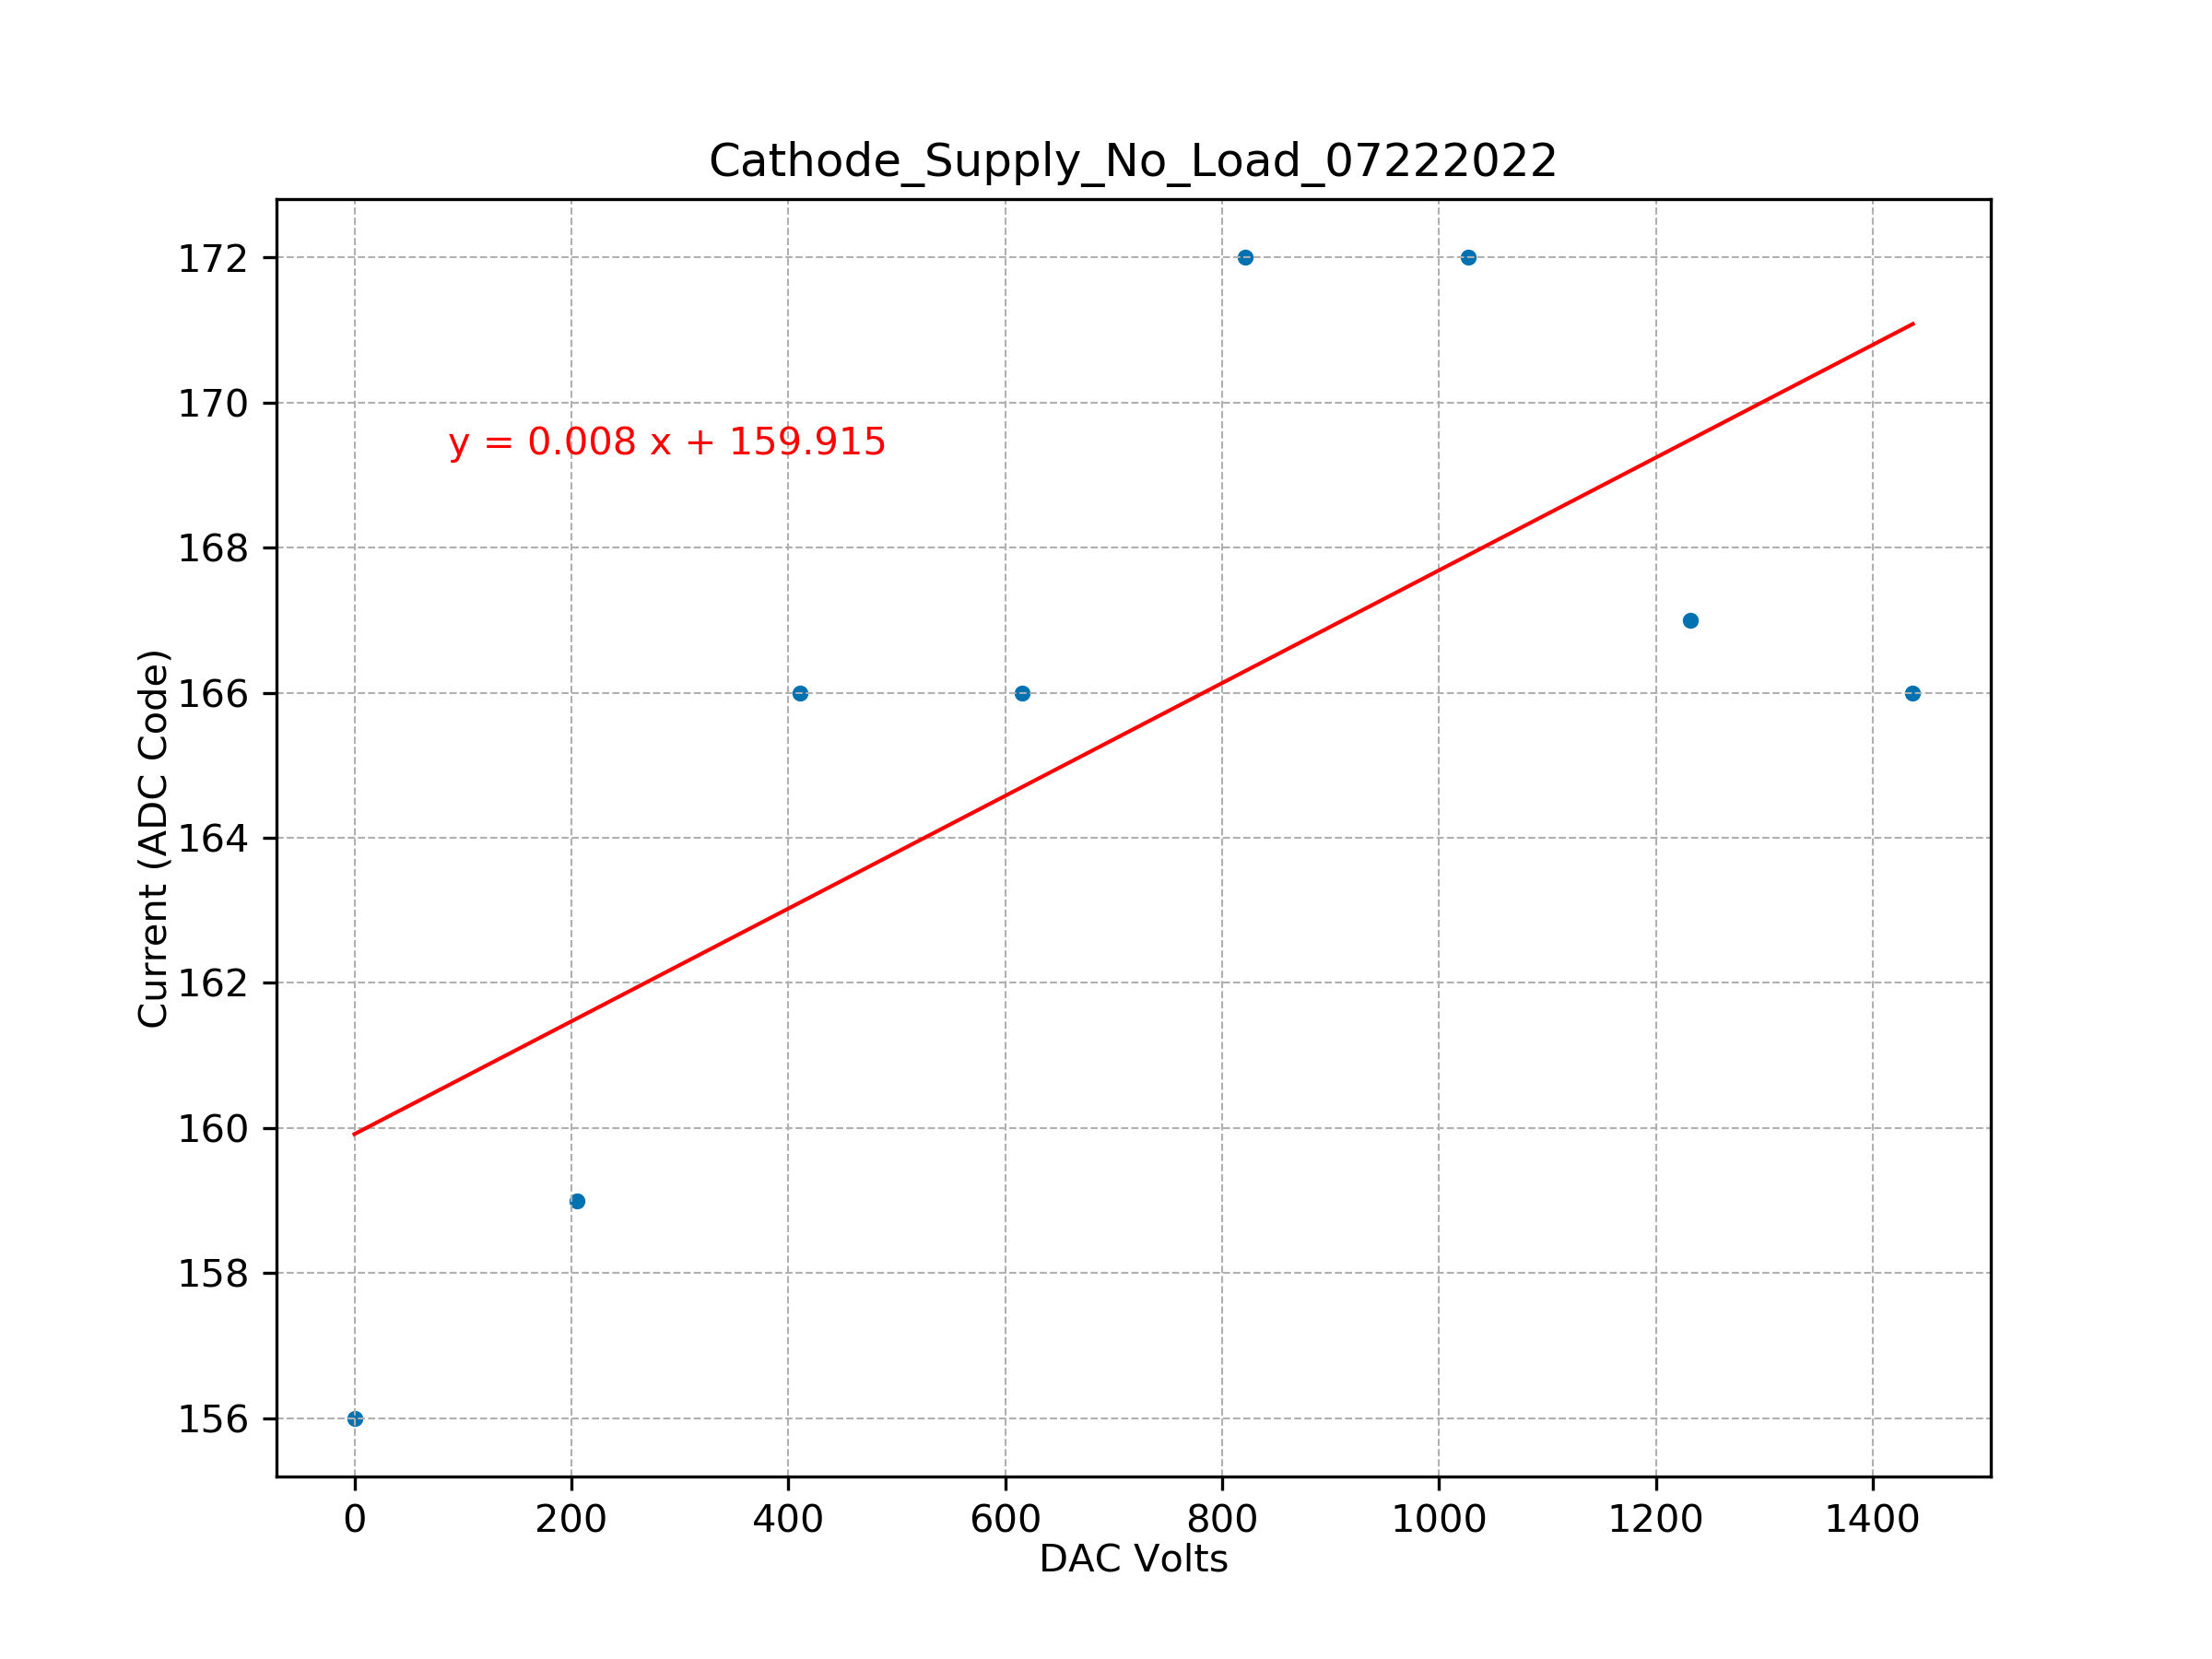 Cathode_Supply_No_Load_07222022
172
170
y = 0.008 x + 159.915
168
166
164
162
160
158
156
Current (ADC Code)
0 200 400 600 800 1000 1200 1400
DAC Volts